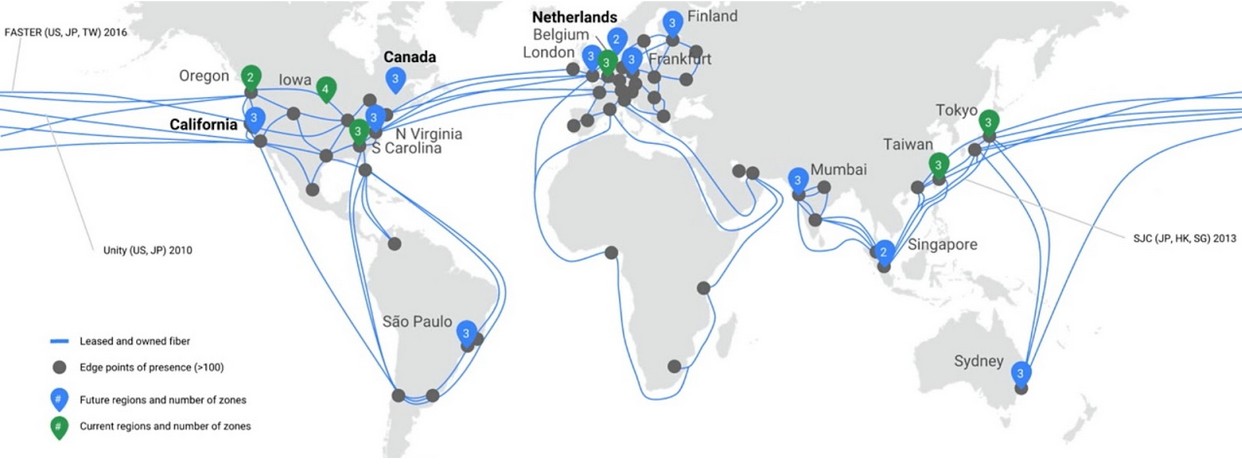 FASTER (US, JP, TW) 2016
Oregon
2
Iowa
4
Canada
3
California
3
3
N Virginia
3
S Carolina
Unity (US, JP) 2010
Netherlands
2
Belgium
3
London
3
Finland
3
Frankfurt
3
Mumbai
3
Tokyo
3
Taiwan
3
SJC (JP, HK, SG) 2013
Singapore
2
São Paulo
3
Sydney
3
Leased and owned fiber
Edge points of presence (>100)
# Future regions and number of zones
# Current regions and number of zones